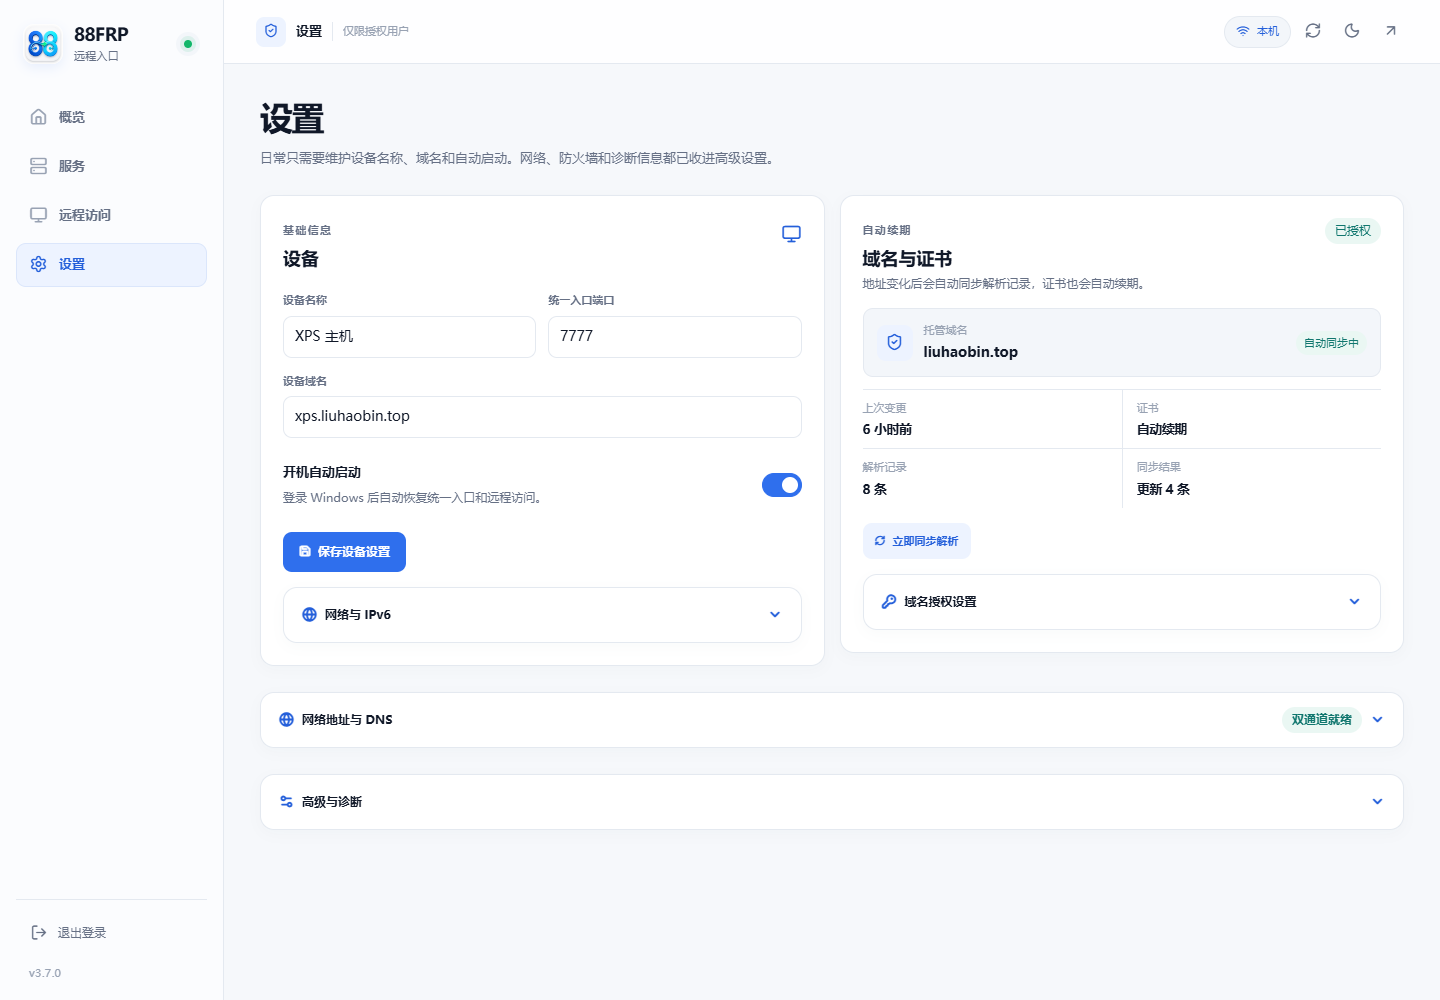 88FRP
远程入口
概览
服务
远程访问
设置
退出登录
v3.7.0
设置
仅限授权用户
本机
设置
日常只需要维护设备名称、域名和自动启动。网络、防火墙和诊断信息都已收进高级设置。
基础信息
设备
设备名称
统一入口端口
XPS 主机
7777
设备域名
xps.liuhaobin.top
开机自动启动
登录 Windows 后自动恢复统一入口和远程访问。
保存设备设置
网络与 IPv6
自动续期
已授权
域名与证书
地址变化后会自动同步解析记录，证书也会自动续期。
托管域名
liuhaobin.top
自动同步中
上次变更
6 小时前
证书
自动续期
解析记录
8 条
同步结果
更新 4 条
立即同步解析
域名授权设置
网络地址与 DNS
双通道就绪
高级与诊断